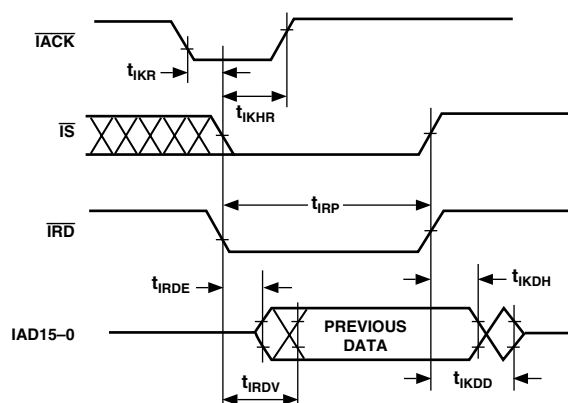 IACK
tIKR
tIKHR
IS
tIRP
IRD
tIRDE
tIKDH
IAD15–0
PREVIOUS
DATA
tIKDD
tIRDV